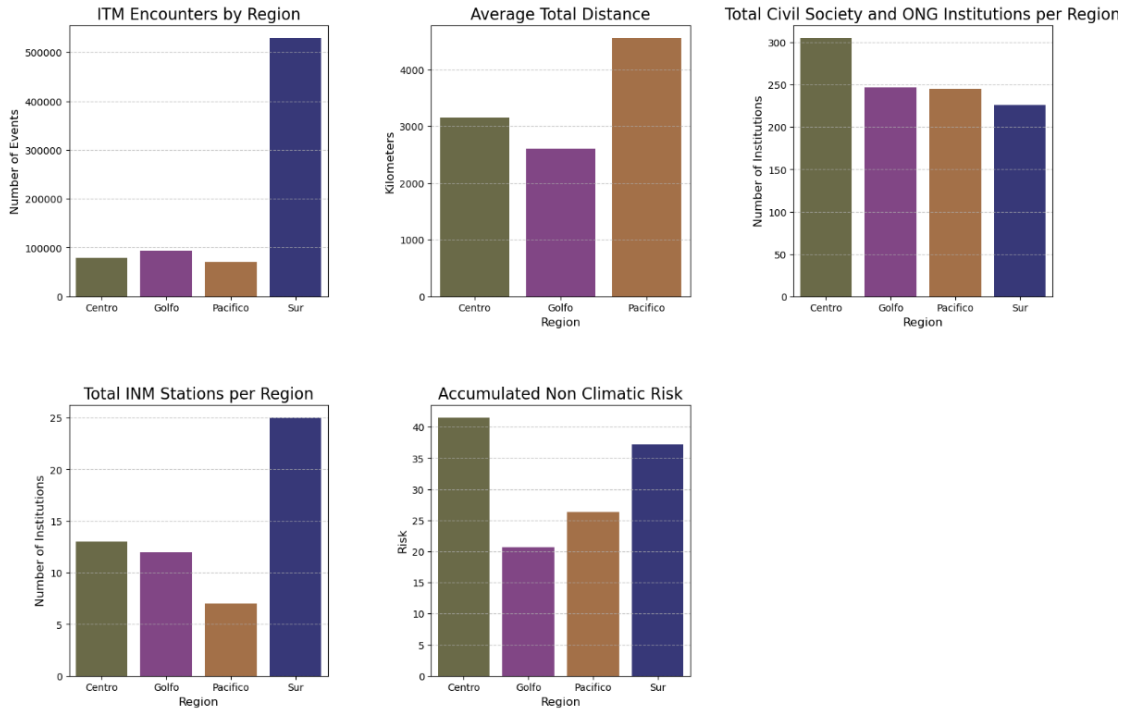 ITM Encounters by Region
Number of Events
500000
400000
300000
200000
100000
0
Centro Golfo Pacifico Sur
Average Total Distance
Kilometers
4000
3000
2000
1000
0
Centro Golfo Pacifico
Region
Total Civil Society and ONG Institutions per Region
Number of Institutions
300
250
200
150
100
50
0
Centro Golfo Pacifico Sur
Region
Total INM Stations per Region
Number of Institutions
25
20
15
10
5
0
Centro Golfo Pacifico Sur
Region
Accumulated Non Climatic Risk
Risk
40
35
30
25
20
15
10
5
0
Centro Golfo Pacifico Sur
Region